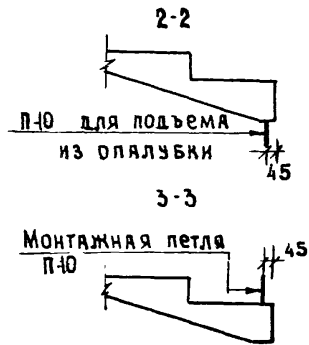 2-2
П-10 для подъема
из опалубки
45
3-3
Монтажная петля
45
П-10